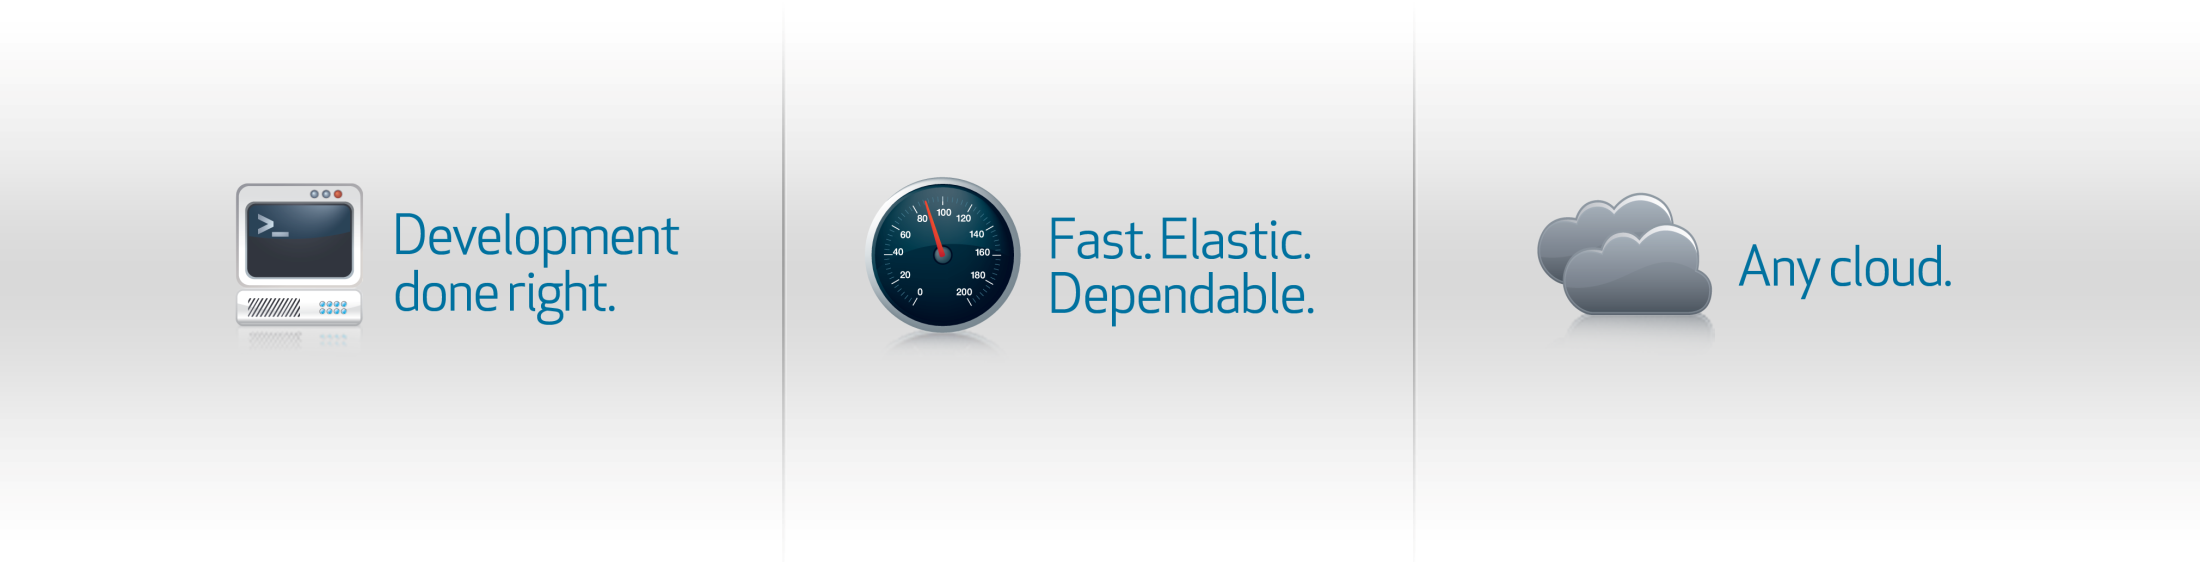 >_
Development
done right.
0
20
40
60
80
100
120
140
160
180
200
Fast. Elastic.
Dependable.
Any cloud.